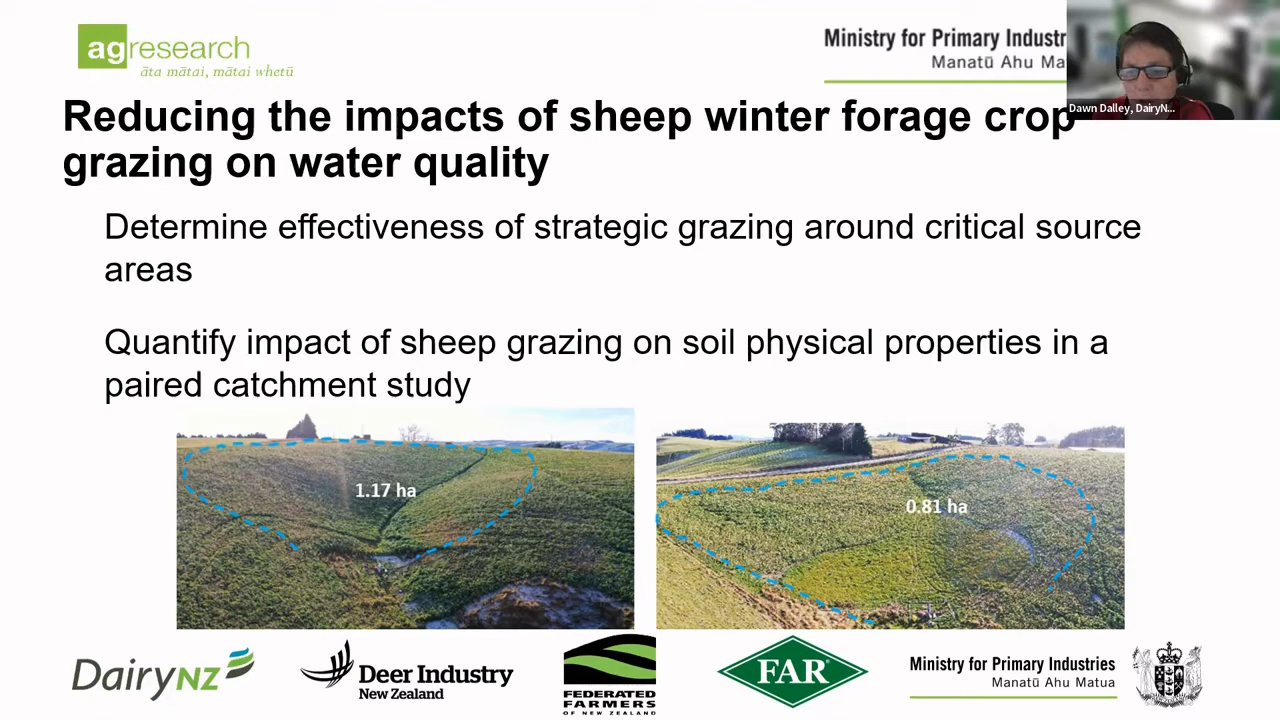 agresearch
āta mātai, mātai whetū
Ministry for Primary Industr
Manatū Ahu Ma
Dawn Dalley, DairyN...
Reducing the impacts of sheep winter forage crop
grazing on water quality
Determine effectiveness of strategic grazing around critical source
areas
Quantify impact of sheep grazing on soil physical properties in a
paired catchment study
1.17 ha
0.81 ha
DairyNZ
Deer Industry
New Zealand
FEDERATED
FARMERS
OF NEW ZEALAND
FAR
Ministry for Primary Industries
Manatū Ahu Matua